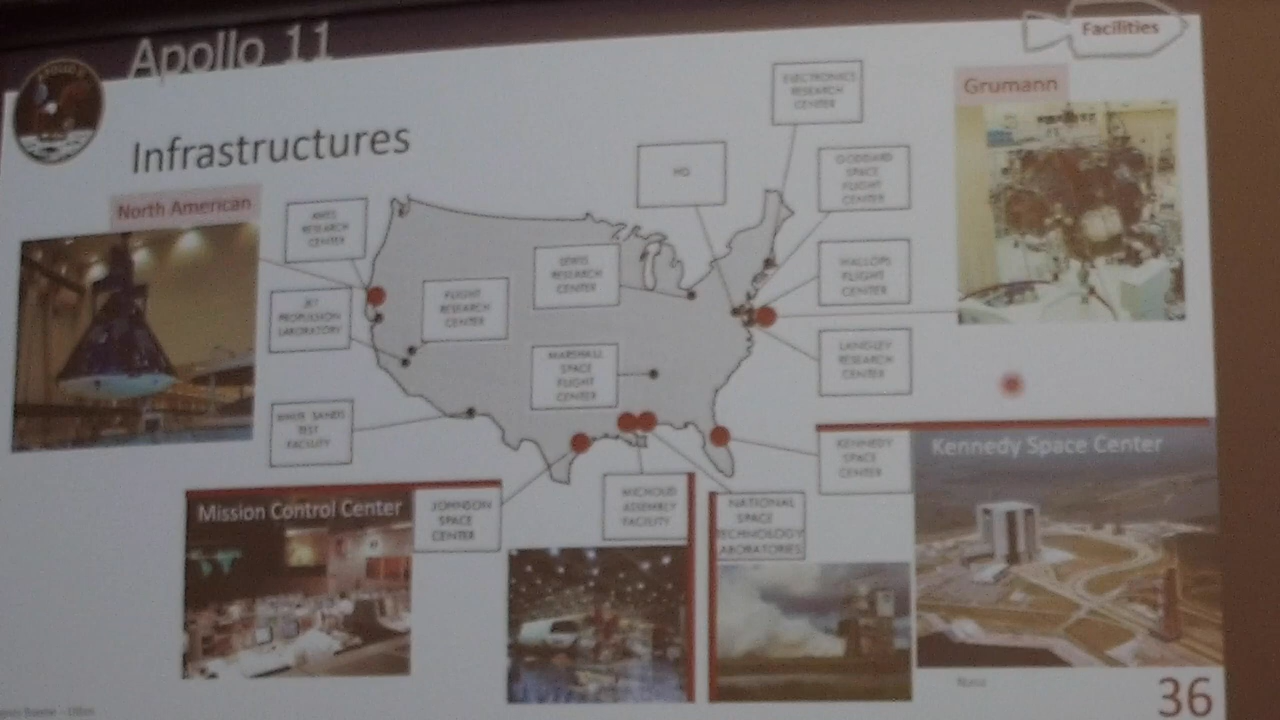 Apollo 11
Facilities
Infrastructures
Grumann
North American
ELECTRONICS
RESEARCH
CENTER
HQ
GODDARD
SPACE
FLIGHT
CENTER
AMES
RESEARCH
CENTER
LEWIS
RESEARCH
CENTER
WALLOPS
FLIGHT
CENTER
JET
PROPULSION
LABORATORY
FLIGHT
RESEARCH
CENTER
MARSHALL
SPACE
FLIGHT
CENTER
LANGLEY
RESEARCH
CENTER
WHITE SANDS
TEST
FACILITY
KENNEDY
SPACE
CENTER
Kennedy Space Center
Mission Control Center
JOHNSON
SPACE
CENTER
MICHOUD
ASSEMBLY
FACILITY
NATIONAL
SPACE
TECHNOLOGY
LABORATORIES
36